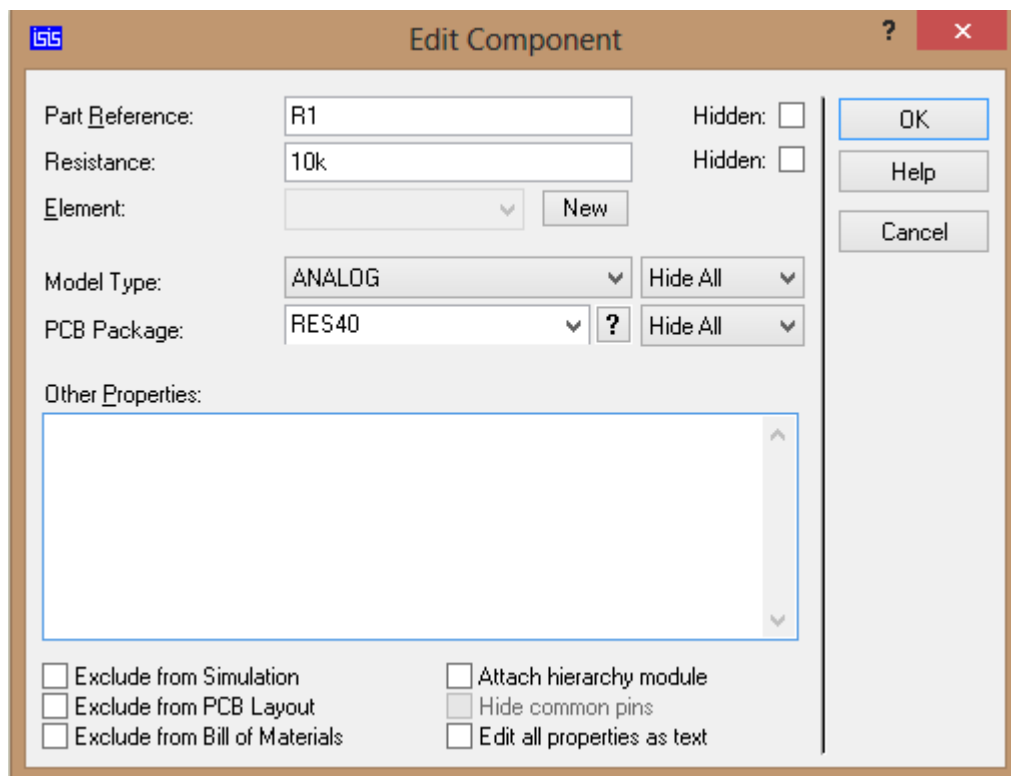 isis Edit Component ? ×
Part Reference: R1 Hidden: OK
Resistance: 10k Hidden: Help
Element: New Cancel
Model Type: ANALOG Hide All
PCB Package: RES40 ? Hide All
Other Properties:
Exclude from Simulation Attach hierarchy module
Exclude from PCB Layout Hide common pins
Exclude from Bill of Materials Edit all properties as text